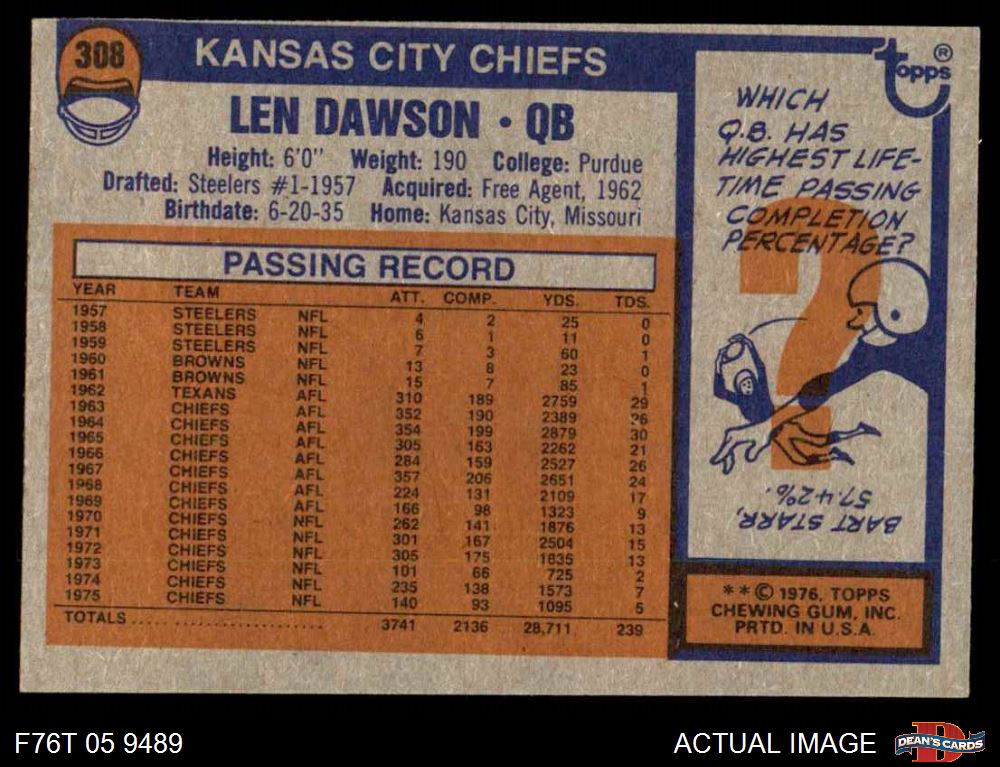 308
KANSAS CITY CHIEFS
LEN DAWSON • QB
Height: 6'0" Weight: 190 College: Purdue
Drafted: Steelers #1-1957 Acquired: Free Agent, 1962
Birthdate: 6-20-35 Home: Kansas City, Missouri
PASSING RECORD
YEAR TEAM ATT. COMP. YDS. TDS.
1957 STEELERS NFL 4 2 25 0
1958 STEELERS NFL 6 1 11 0
1959 STEELERS NFL 7 3 60 1
1960 BROWNS NFL 13 8 23 0
1961 BROWNS NFL 15 7 85 1
1962 TEXANS AFL 310 189 2759 29
1963 CHIEFS AFL 352 190 2389 26
1964 CHIEFS AFL 354 199 2879 30
1965 CHIEFS AFL 305 163 2262 21
1966 CHIEFS AFL 284 159 2527 26
1967 CHIEFS AFL 357 206 2651 24
1968 CHIEFS AFL 224 131 2109 17
1969 CHIEFS AFL 166 98 1323 9
1970 CHIEFS NFL 262 141 1876 13
1971 CHIEFS NFL 301 167 2504 15
1972 CHIEFS NFL 305 175 1835 13
1973 CHIEFS NFL 101 66 725 2
1974 CHIEFS NFL 235 138 1573 7
1975 CHIEFS NFL 140 93 1095 5
TOTALS 3741 2136 28,711 239
topps®
WHICH
Q.B. HAS
HIGHEST LIFE-
TIME PASSING
COMPLETION
PERCENTAGE?
?
BART STARR,
57.42%.
**© 1976, TOPPS
CHEWING GUM, INC.
PRTD. IN U.S.A.
F76T 05 9489
ACTUAL IMAGE
D
DEAN'S CARDS